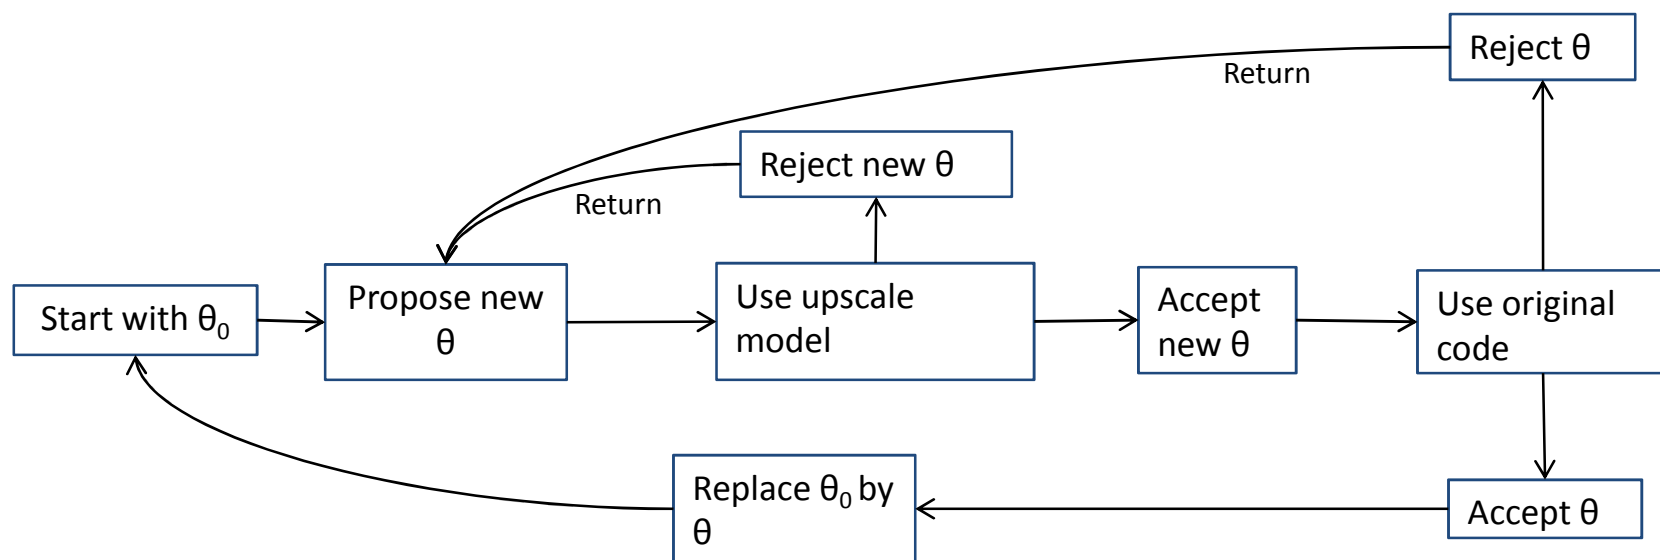 Reject θ
Return
Reject new θ
Return
Start with θ₀
Propose new
θ
Use upscale
model
Accept
new θ
Use original
code
Replace θ₀ by
θ
Accept θ